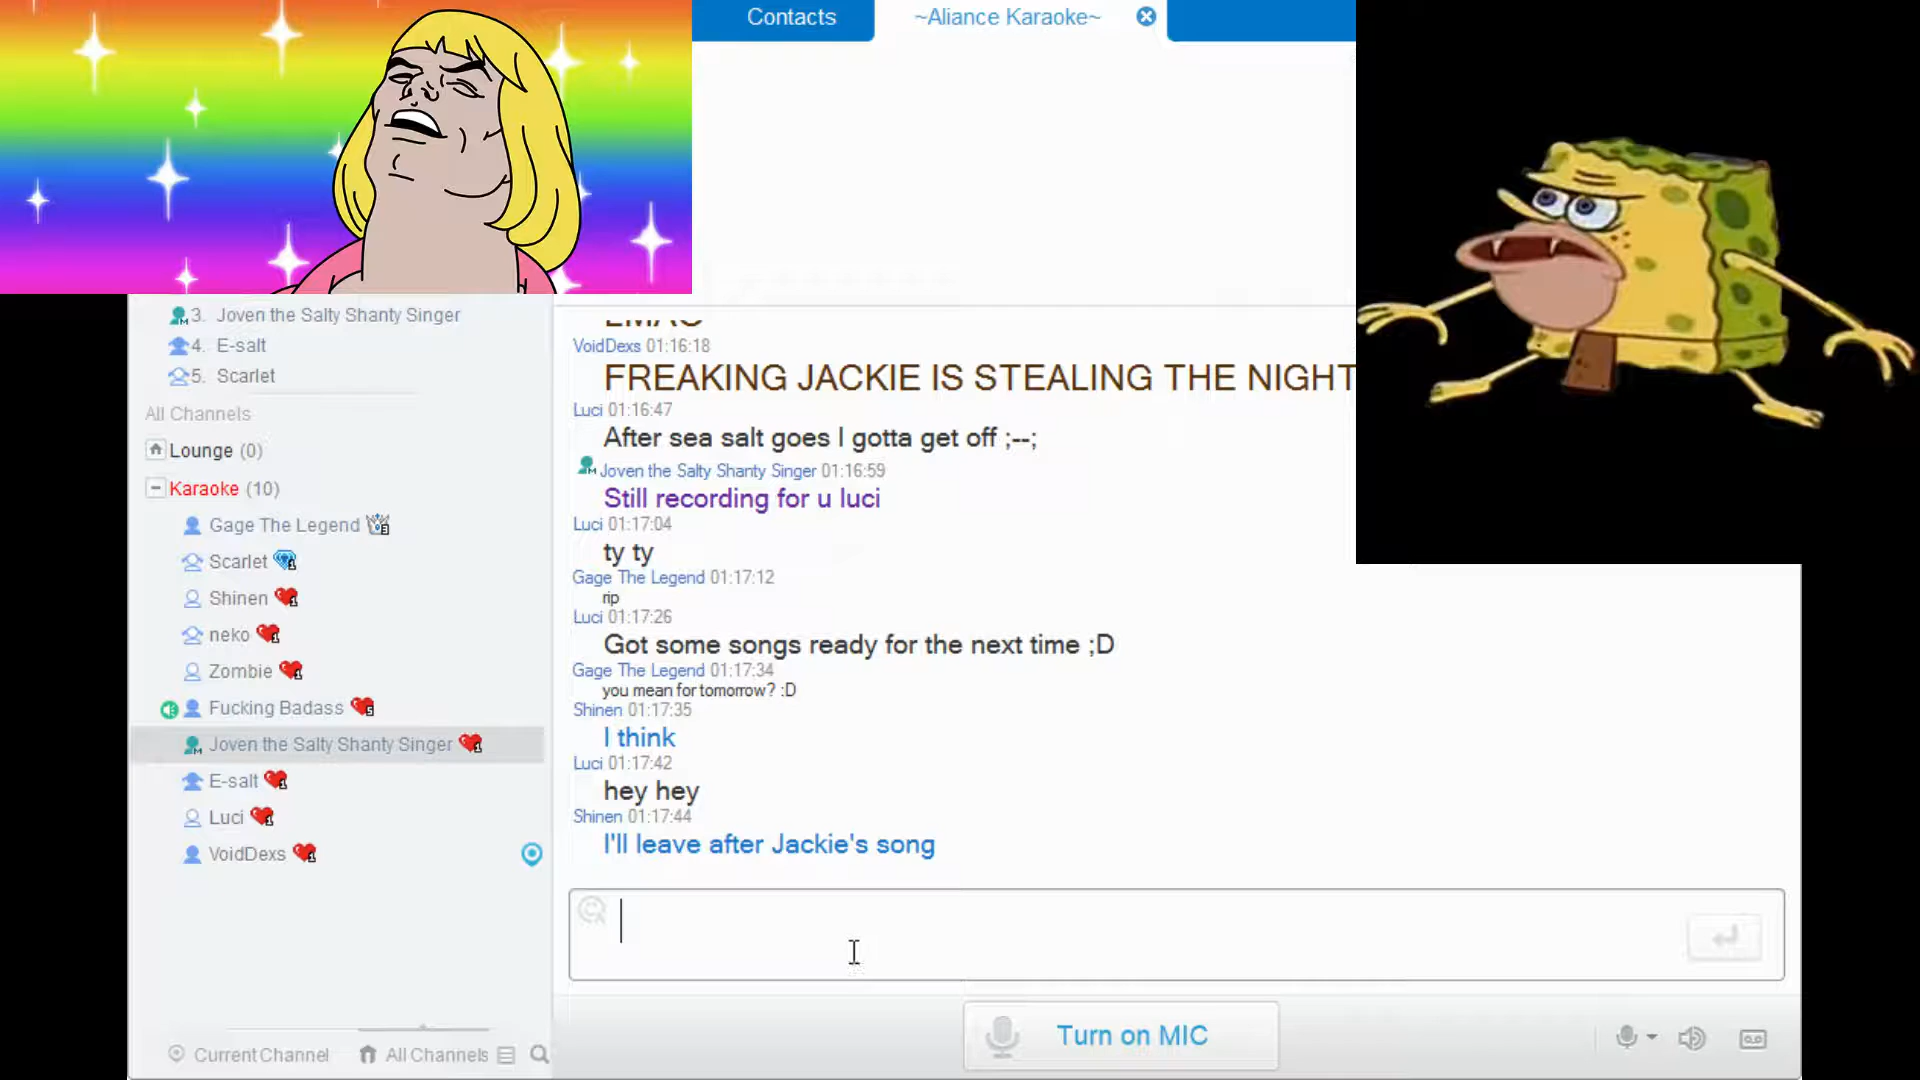 Contacts
~Aliance Karaoke~
3. Joven the Salty Shanty Singer
4. E-salt
5. Scarlet
All Channels
Lounge (0)
Karaoke (10)
Gage The Legend
Scarlet
Shinen
neko
Zombie
Fucking Badass
Joven the Salty Shanty Singer
E-salt
Luci
VoidDexs
Current Channel
All Channels
VoidDexs 01:16:18
FREAKING JACKIE IS STEALING THE NIGHT
Luci 01:16:47
After sea salt goes I gotta get off ;--;
Joven the Salty Shanty Singer 01:16:59
Still recording for u luci
Luci 01:17:04
ty ty
Gage The Legend 01:17:12
rip
Luci 01:17:26
Got some songs ready for the next time ;D
Gage The Legend 01:17:34
you mean for tomorrow? :D
Shinen 01:17:35
I think
Luci 01:17:42
hey hey
Shinen 01:17:44
I'll leave after Jackie's song
Turn on MIC